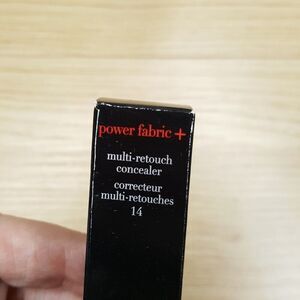 power fabric +
multi-retouch
concealer
correcteur
multi-retouches
14